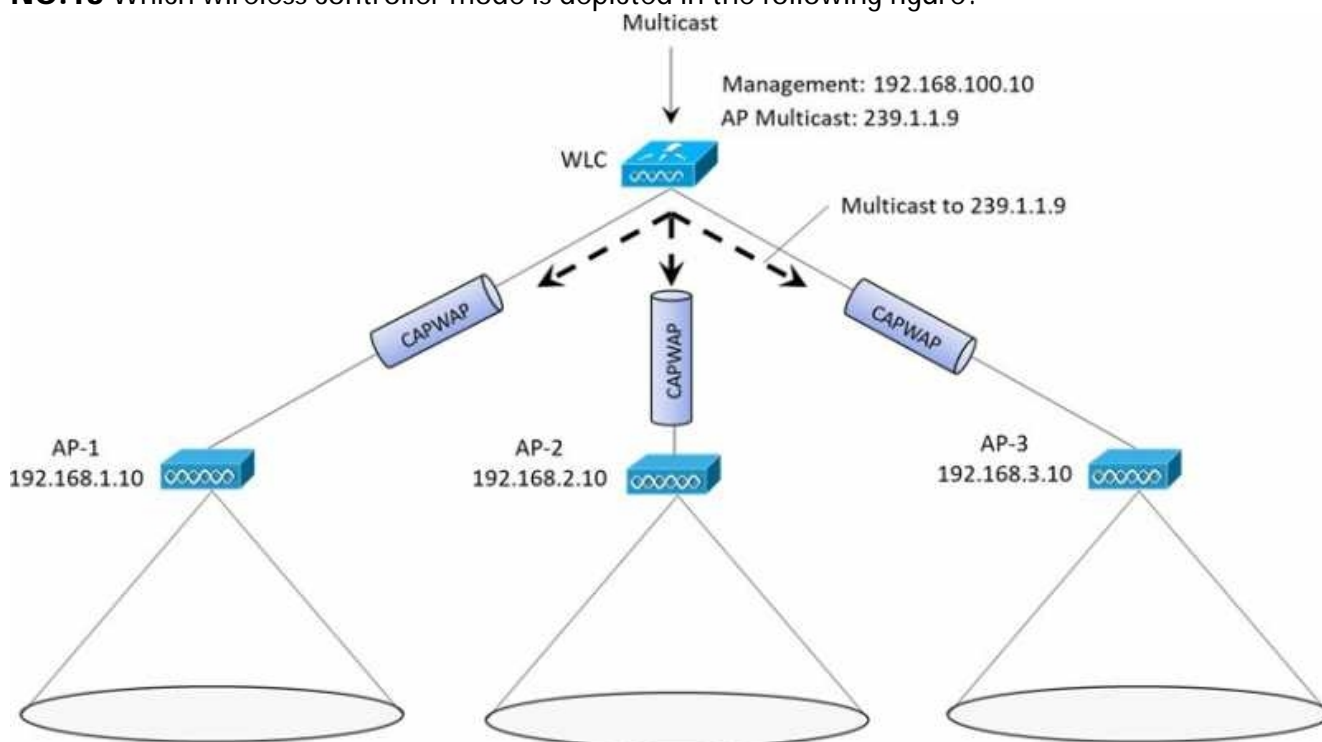 NO.48 Which wireless controller mode is depicted in the following figure?
Multicast
Management: 192.168.100.10
AP Multicast: 239.1.1.9
WLC
Multicast to 239.1.1.9
CAPWAP
CAPWAP
CAPWAP
AP-1
192.168.1.10
AP-2
192.168.2.10
AP-3
192.168.3.10